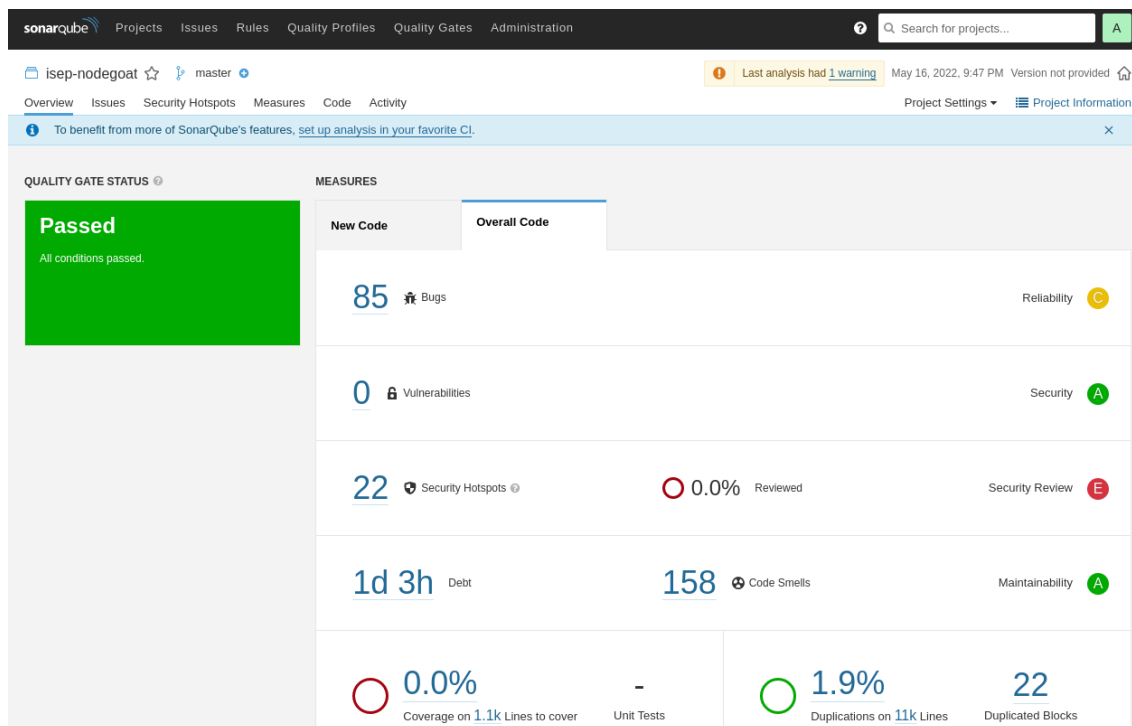 sonarqube Projects Issues Rules Quality Profiles Quality Gates Administration ? Search for projects... A
isep-nodegoat master Last analysis had 1 warning May 16, 2022, 9:47 PM Version not provided
Overview Issues Security Hotspots Measures Code Activity Project Settings Project Information
To benefit from more of SonarQube's features, set up analysis in your favorite CI.
QUALITY GATE STATUS ? MEASURES
Passed
All conditions passed.
New Code Overall Code
85 Bugs Reliability C
0 Vulnerabilities Security A
22 Security Hotspots ? 0.0% Reviewed Security Review E
1d 3h Debt 158 Code Smells Maintainability A
0.0% - 1.9% 22
Coverage on 1.1k Lines to cover Unit Tests Duplications on 11k Lines Duplicated Blocks